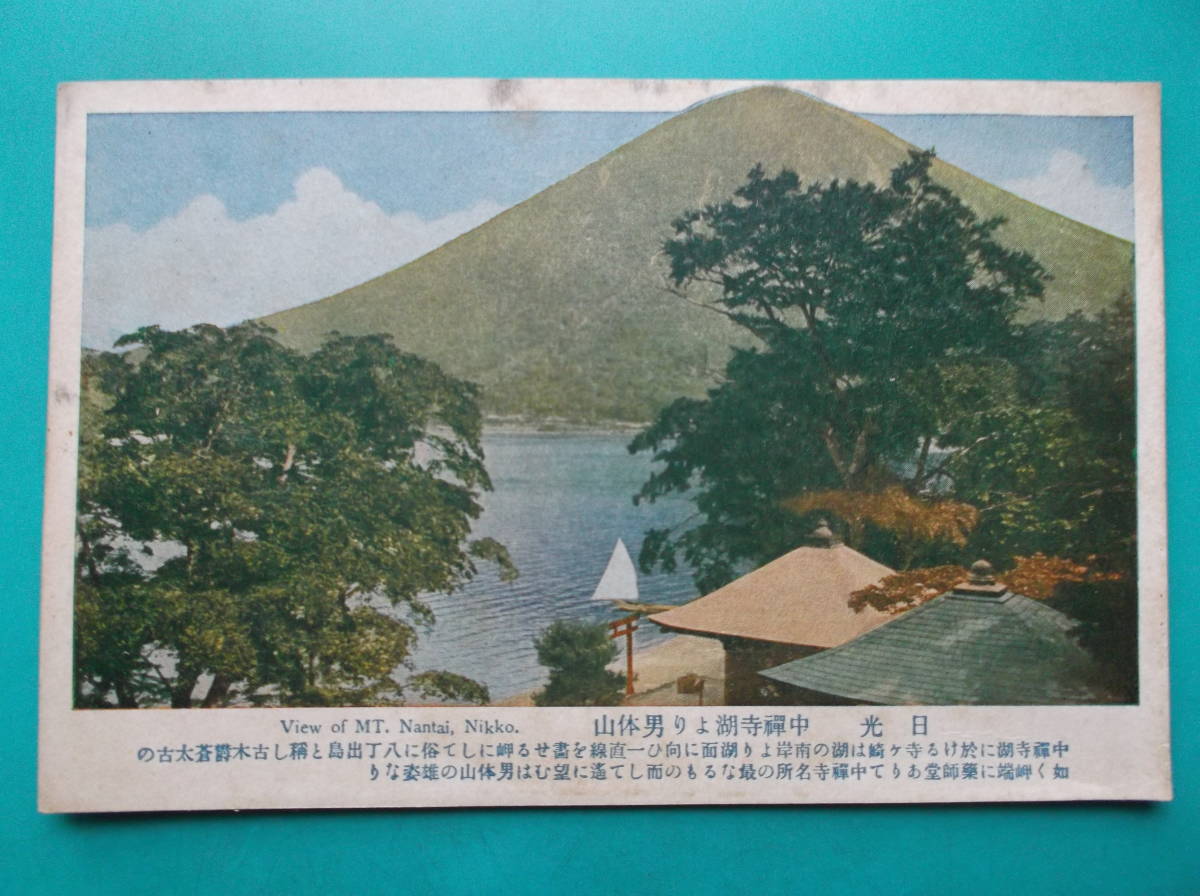 日光 中禪寺湖より男体山 View of MT. Nantai, Nikko.
中禪寺湖に於ける寺ヶ崎は湖の南岸より湖面に向ひ一直線を畫せる岬にして俗に八丁出島と稱し古木欝蒼太古の
如く岬端に藥師堂ありて中禪寺名所の最なるもの而して遙に望むは男体山の雄姿なり